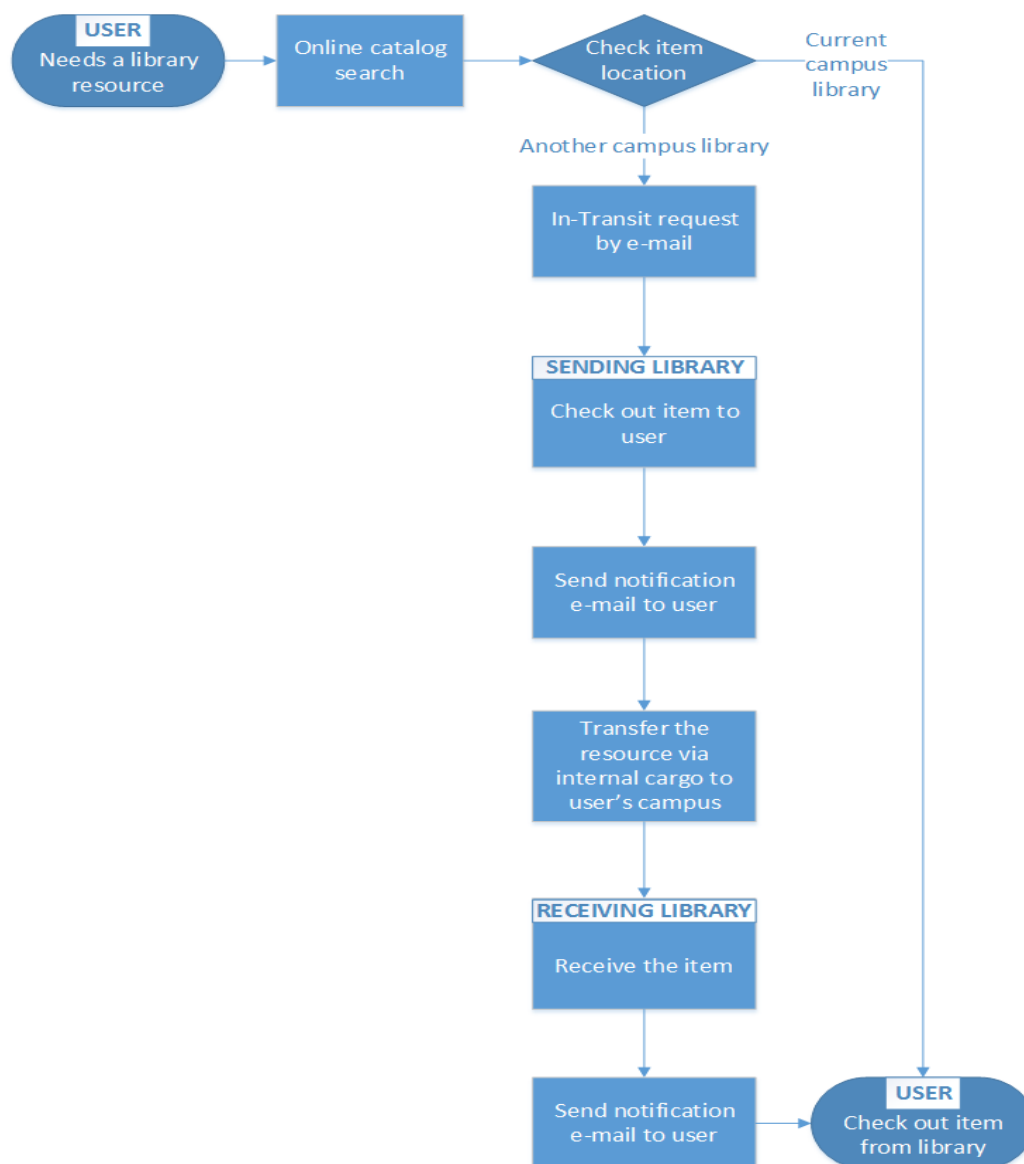 USER
Needs a library
resource
Online catalog
search
Check item
location
Current
campus
library
Another campus library
In-Transit request
by e-mail
SENDING LIBRARY
Check out item to
user
Send notification
e-mail to user
Transfer the
resource via
internal cargo to
user’s campus
RECEIVING LIBRARY
Receive the item
Send notification
e-mail to user
USER
Check out item
from library